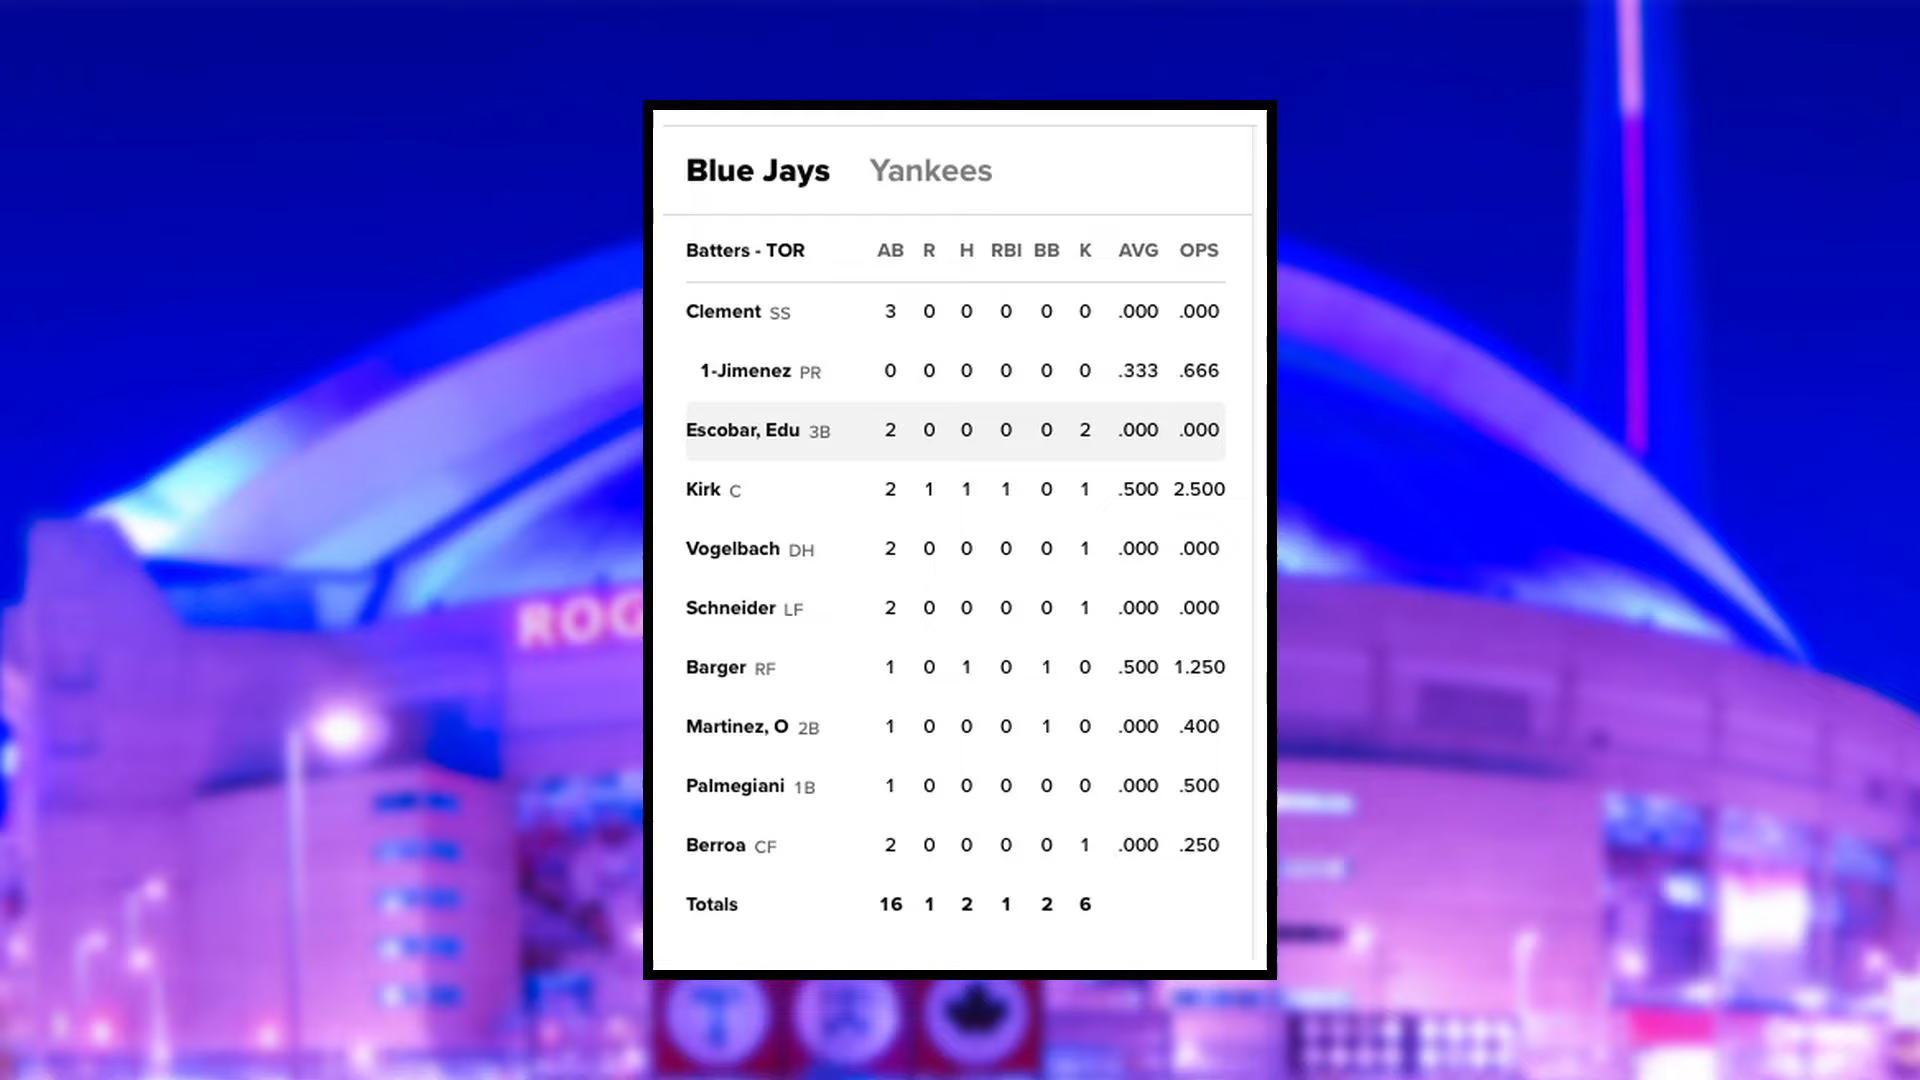 Blue Jays Yankees
Batters - TOR AB R H RBI BB K AVG OPS
Clement SS 3 0 0 0 0 0 .000 .000
1-Jimenez PR 0 0 0 0 0 0 .333 .666
Escobar, Edu 3B 2 0 0 0 0 2 .000 .000
Kirk C 2 1 1 1 0 1 .500 2.500
Vogelbach DH 2 0 0 0 0 1 .000 .000
Schneider LF 2 0 0 0 0 1 .000 .000
Barger RF 1 0 1 0 1 0 .500 1.250
Martinez, O 2B 1 0 0 0 1 0 .000 .400
Palmegiani 1B 1 0 0 0 0 0 .000 .500
Berroa CF 2 0 0 0 0 1 .000 .250
Totals 16 1 2 1 2 6
ROG